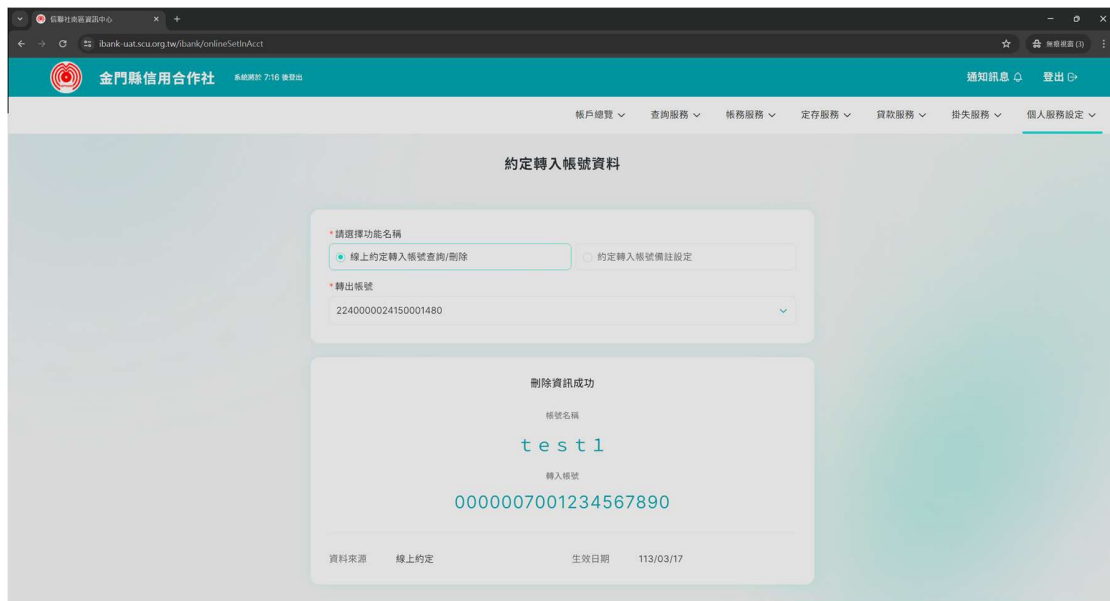 信聯社南區資訊中心
ibank-uat.scu.org.tw/ibank/onlineSetInAcct
無痕視窗 (3)
金門縣信用合作社 系統將於 7:16 後登出 通知訊息 登出
帳戶總覽 查詢服務 帳務服務 定存服務 貸款服務 掛失服務 個人服務設定
約定轉入帳號資料
*請選擇功能名稱
線上約定轉入帳號查詢/刪除 約定轉入帳號備註設定
*轉出帳號
2240000024150001480
刪除資訊成功
帳號名稱
ｔｅｓｔ１
轉入帳號
0000007001234567890
資料來源 線上約定 生效日期 113/03/17